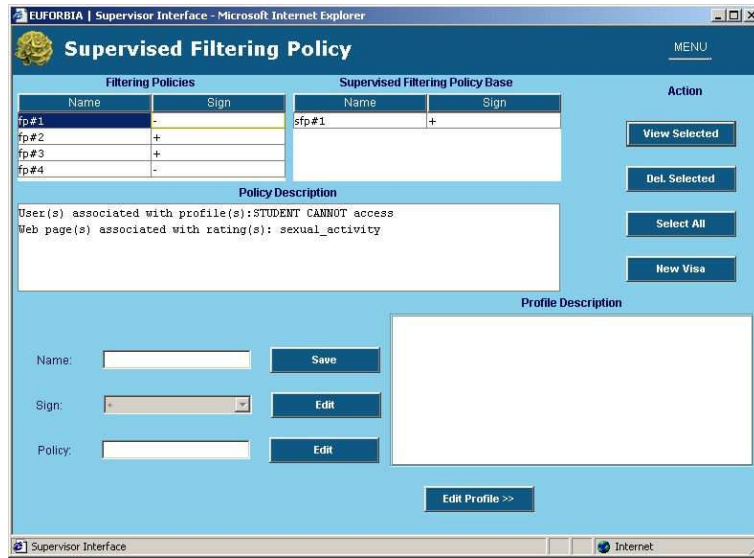 EUFORBIA | Supervisor Interface - Microsoft Internet Explorer
Supervised Filtering Policy
MENU
Filtering Policies
Name Sign
fp#1 -
fp#2 +
fp#3 +
fp#4 -
Supervised Filtering Policy Base
Name Sign
sfp#1 +
Action
View Selected
Del. Selected
Select All
New Visa
Policy Description
User(s) associated with profile(s):STUDENT CANNOT access
Web page(s) associated with rating(s): sexual_activity
Profile Description
Name:
Save
Sign:
+
Edit
Policy:
Edit
Edit Profile >>
Supervisor Interface
Internet